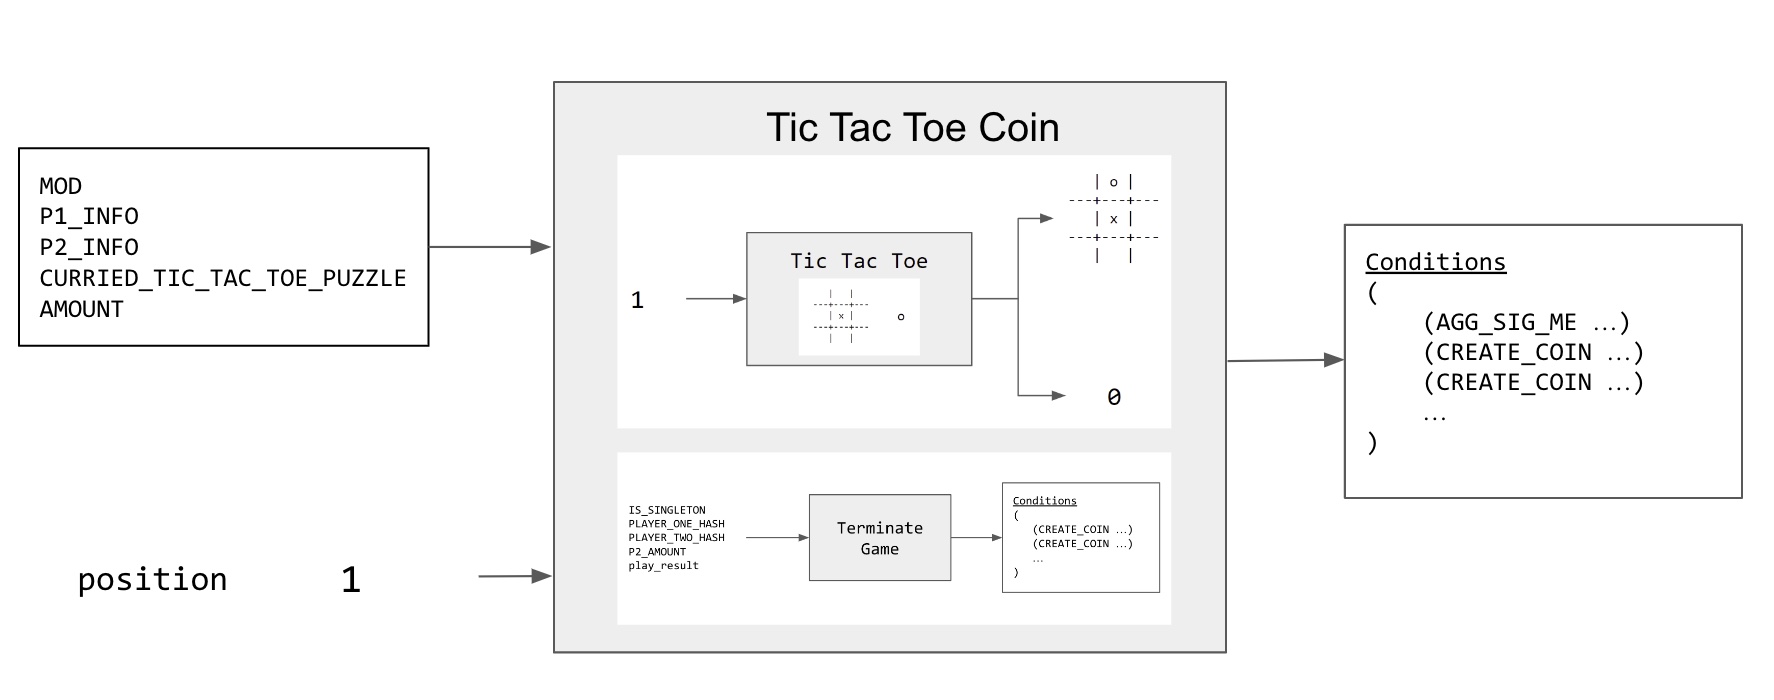 Tic Tac Toe Coin
MOD
P1_INFO
P2_INFO
CURRIED_TIC_TAC_TOE_PUZZLE
AMOUNT
position 1
1
Tic Tac Toe
| |
---+---+---
| x |
---+---+---
| |
o
| o |
---+---+---
| x |
---+---+---
| |
0
IS_SINGLETON
PLAYER_ONE_HASH
PLAYER_TWO_HASH
P2_AMOUNT
play_result
Terminate
Game
Conditions
(
(CREATE_COIN ...)
(CREATE_COIN ...)
...
)
Conditions
(
(AGG_SIG_ME ...)
(CREATE_COIN ...)
(CREATE_COIN ...)
...
)